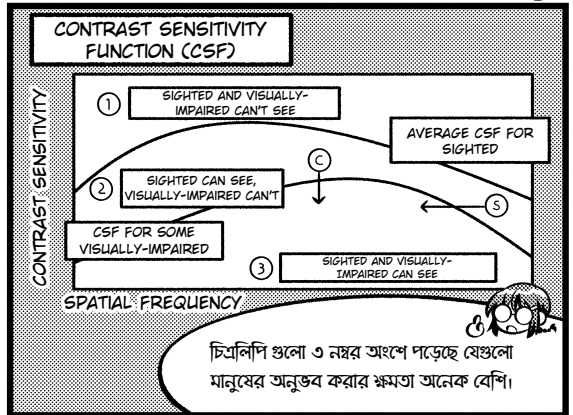 CONTRAST SENSITIVITY
FUNCTION (CSF)
CONTRAST SENSITIVITY
1
SIGHTED AND VISUALLY-
IMPAIRED CAN'T SEE
AVERAGE CSF FOR
SIGHTED
C
2
SIGHTED CAN SEE,
VISUALLY-IMPAIRED CAN'T
S
CSF FOR SOME
VISUALLY-IMPAIRED
3
SIGHTED AND VISUALLY-
IMPAIRED CAN SEE
SPATIAL FREQUENCY
চিত্রলিপি গুলো ৩ নম্বর অংশে পড়েছে যেগুলো
মানুষের অনুভব করার ক্ষমতা অনেক বেশি।